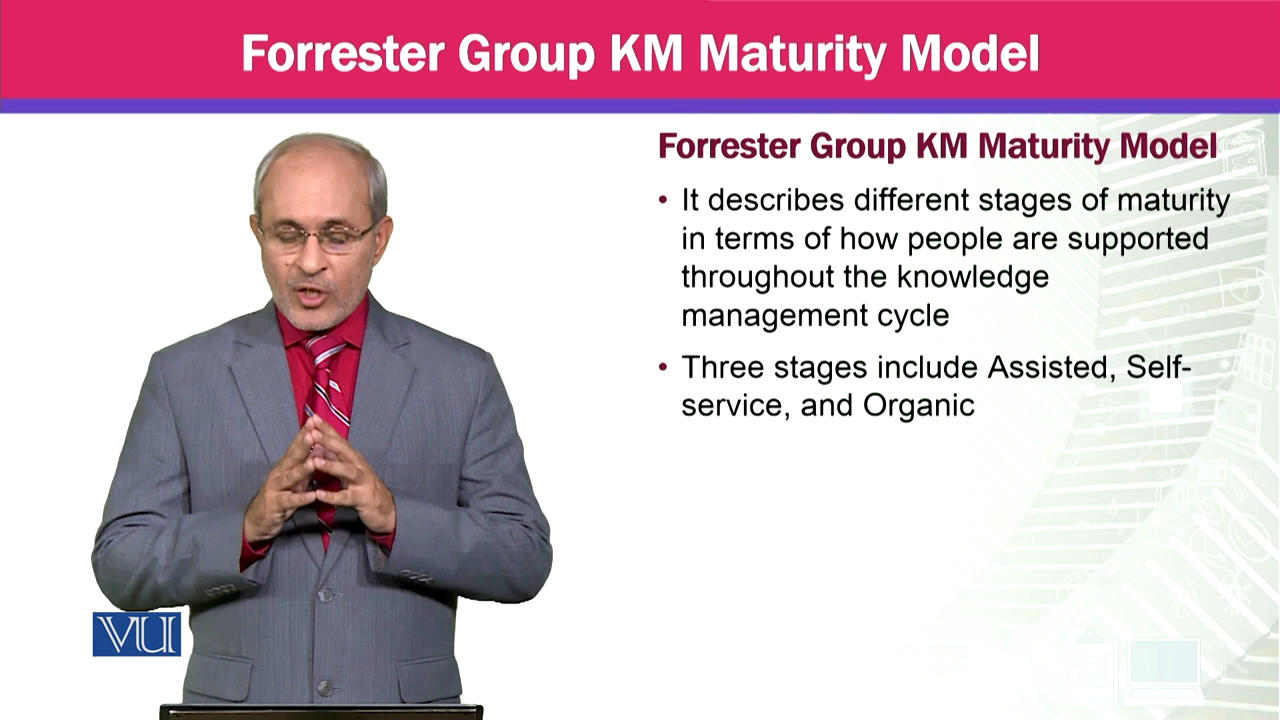 Forrester Group KM Maturity Model
Forrester Group KM Maturity Model
• It describes different stages of maturity
in terms of how people are supported
throughout the knowledge
management cycle
• Three stages include Assisted, Self-
service, and Organic
VU